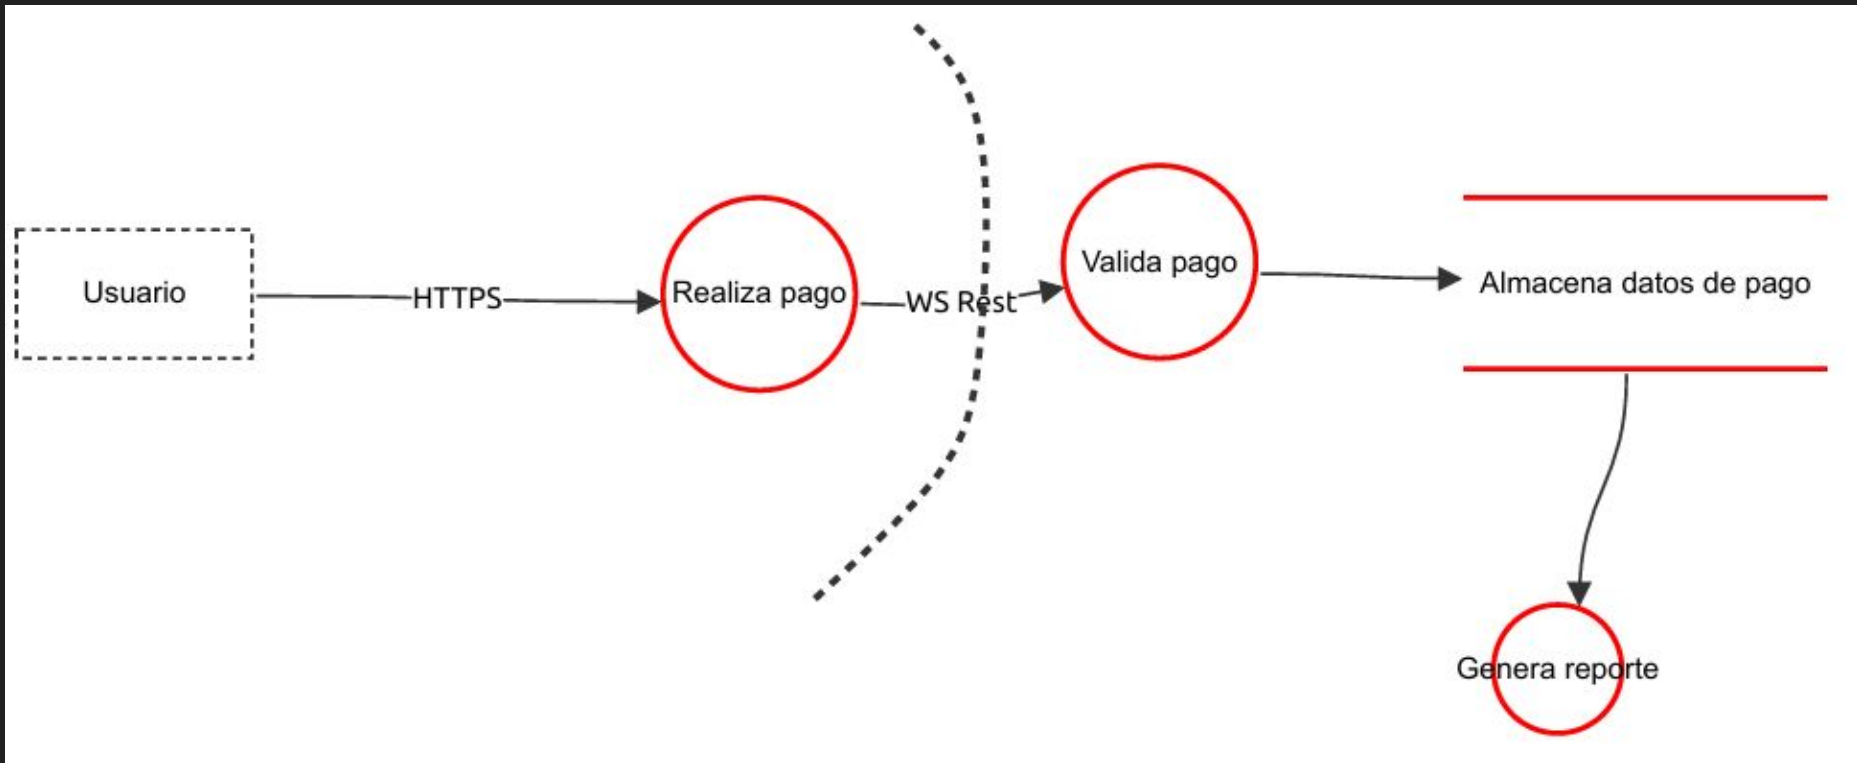 Usuario
HTTPS
Realiza pago
WS Rest
Valida pago
Almacena datos de pago
Genera reporte